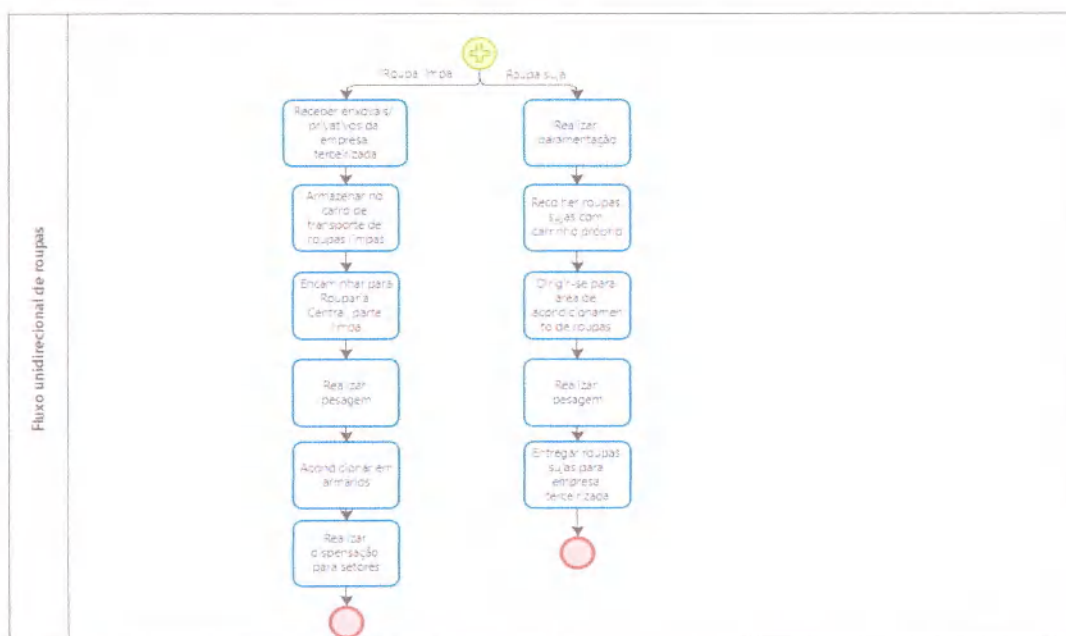 Fluxo unidirecional de roupas
Roupa limpa
Roupa suja
Receber enxovais/
privativos da
empresa
terceirizada
Armazenar no
carro de
transporte de
roupas limpas
Encaminhar para
Rouparia
Central, parte
limpa
Realizar
pesagem
Acondicionar em
armários
Realizar
dispensação
para setores
Realizar
paramentação
Recolher roupas
sujas com
carrinho próprio
Dirigir-se para
área de
acondicionamen
to de roupas
Realizar
pesagem
Entregar roupas
sujas para
empresa
terceirizada